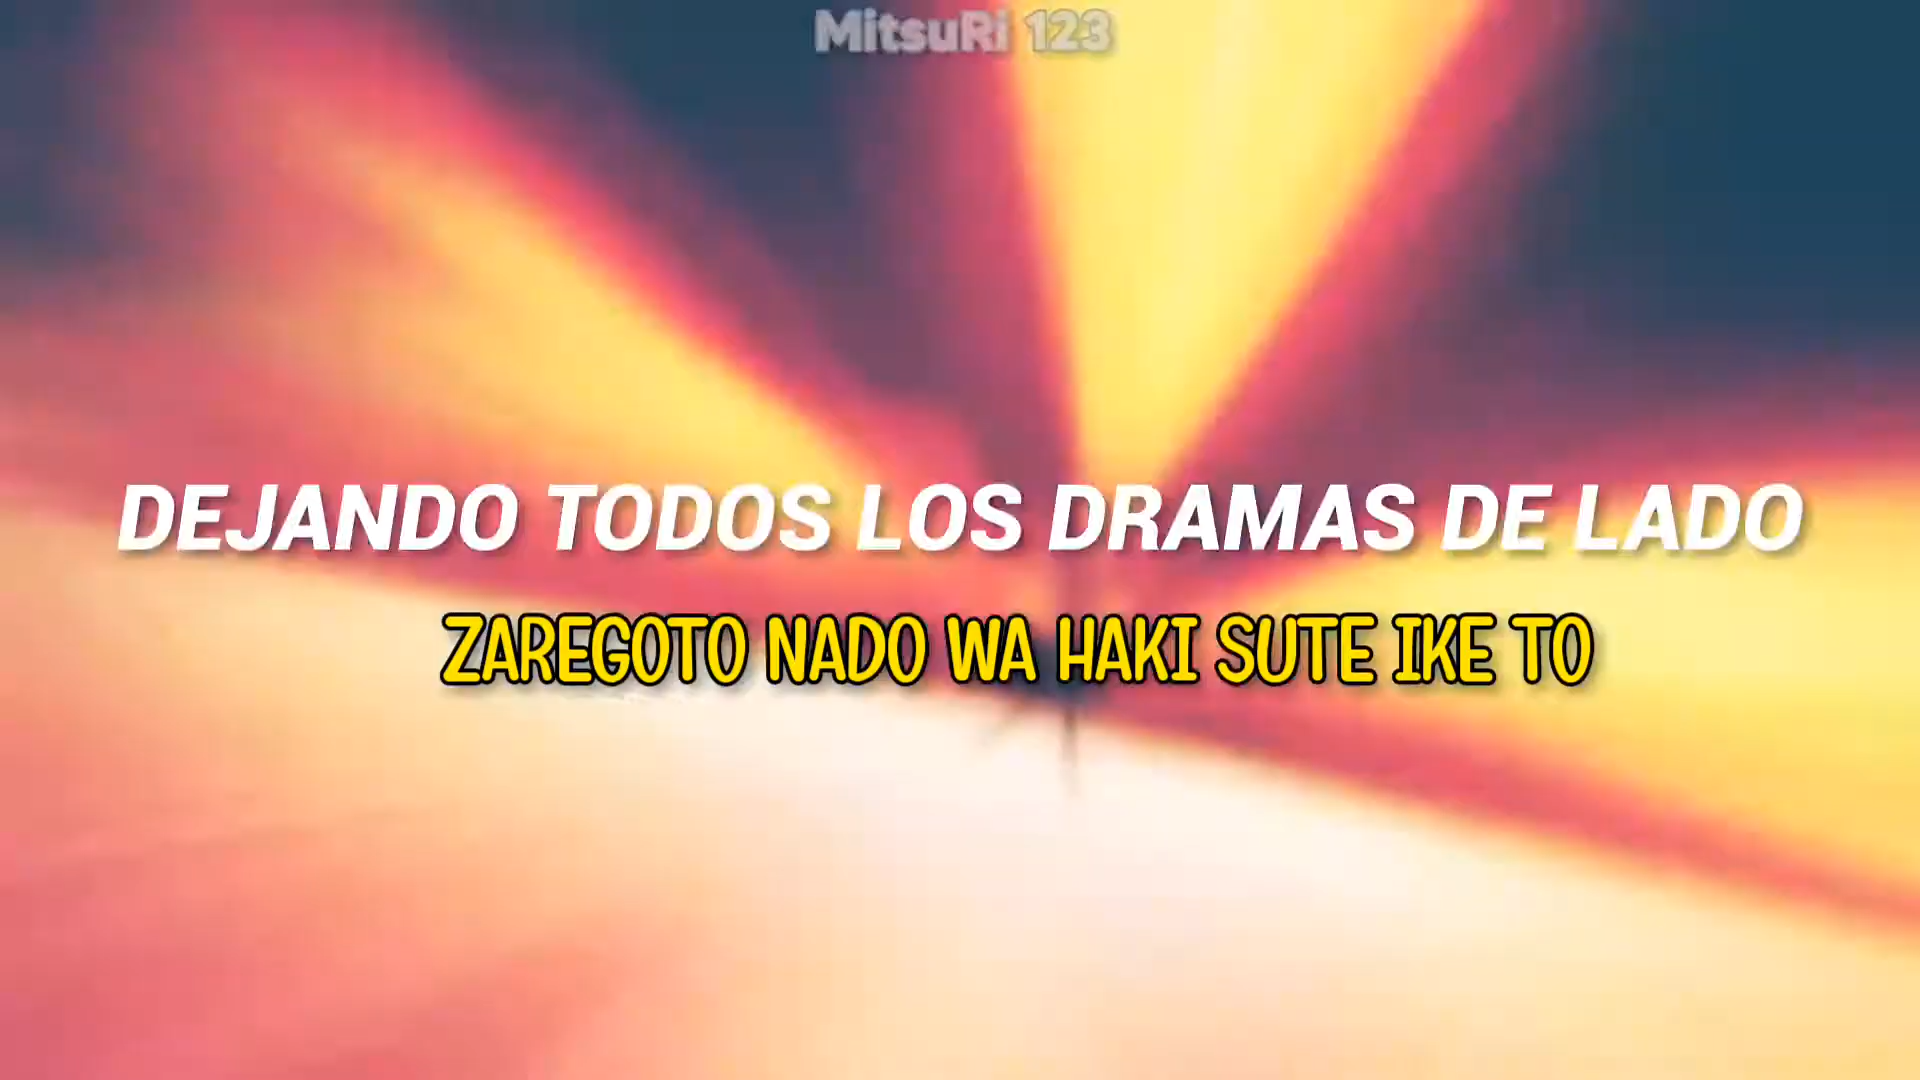 MitsuRi 123
DEJANDO TODOS LOS DRAMAS DE LADO
ZAREGOTO NADO WA HAKI SUTE IKE TO